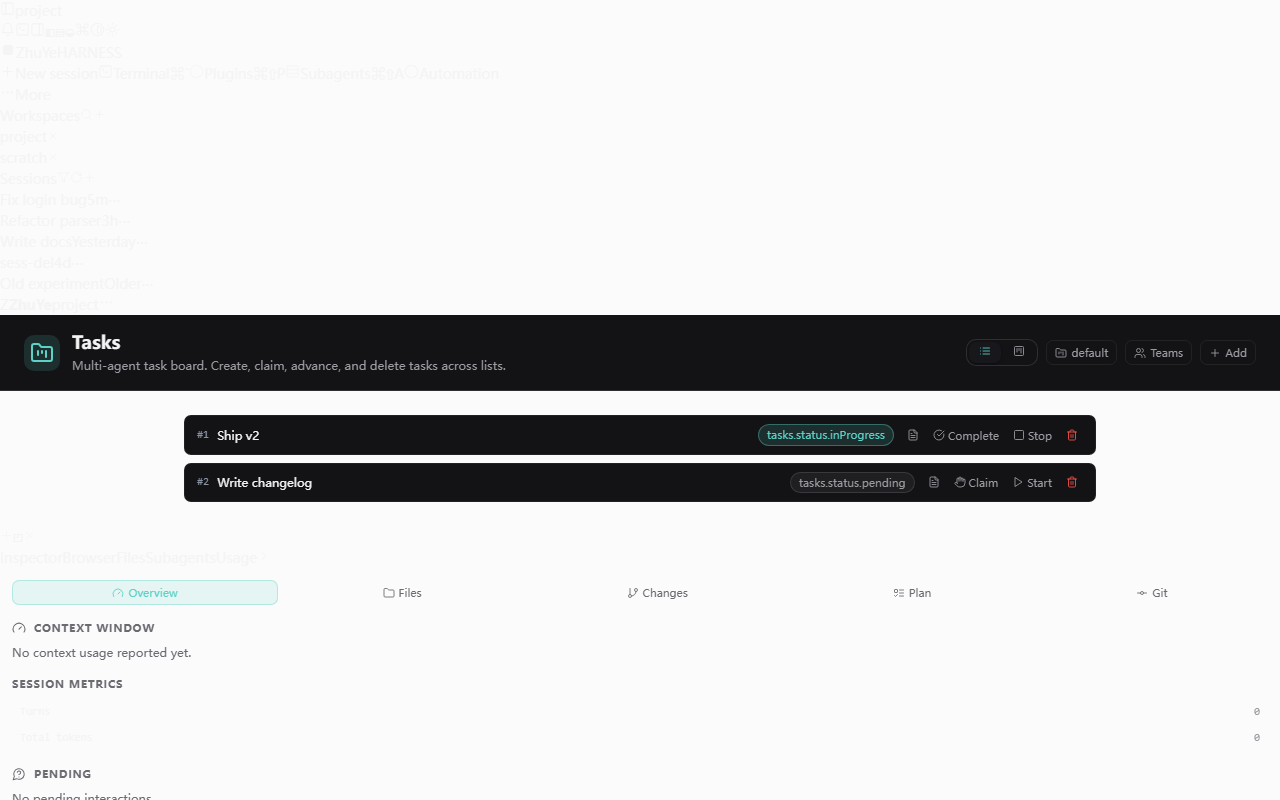 project
ZhuYeHARNESS
New session Terminal Plugins Subagents Automation
More
Workspaces
project
scratch
Sessions
Fix login bug5m
Refactor parser3h
Write docsYesterday
sess-del4d
Old experimentOlder
ZZhuYeproject
Tasks
Multi-agent task board. Create, claim, advance, and delete tasks across lists.
default Teams + Add
#1 Ship v2 tasks.status.inProgress Complete Stop
#2 Write changelog tasks.status.pending Claim Start
InspectorBrowserFilesSubagentsUsage
Overview Files Changes Plan Git
CONTEXT WINDOW
No context usage reported yet.
SESSION METRICS
Turns 0
Total tokens 0
PENDING
No pending interactions